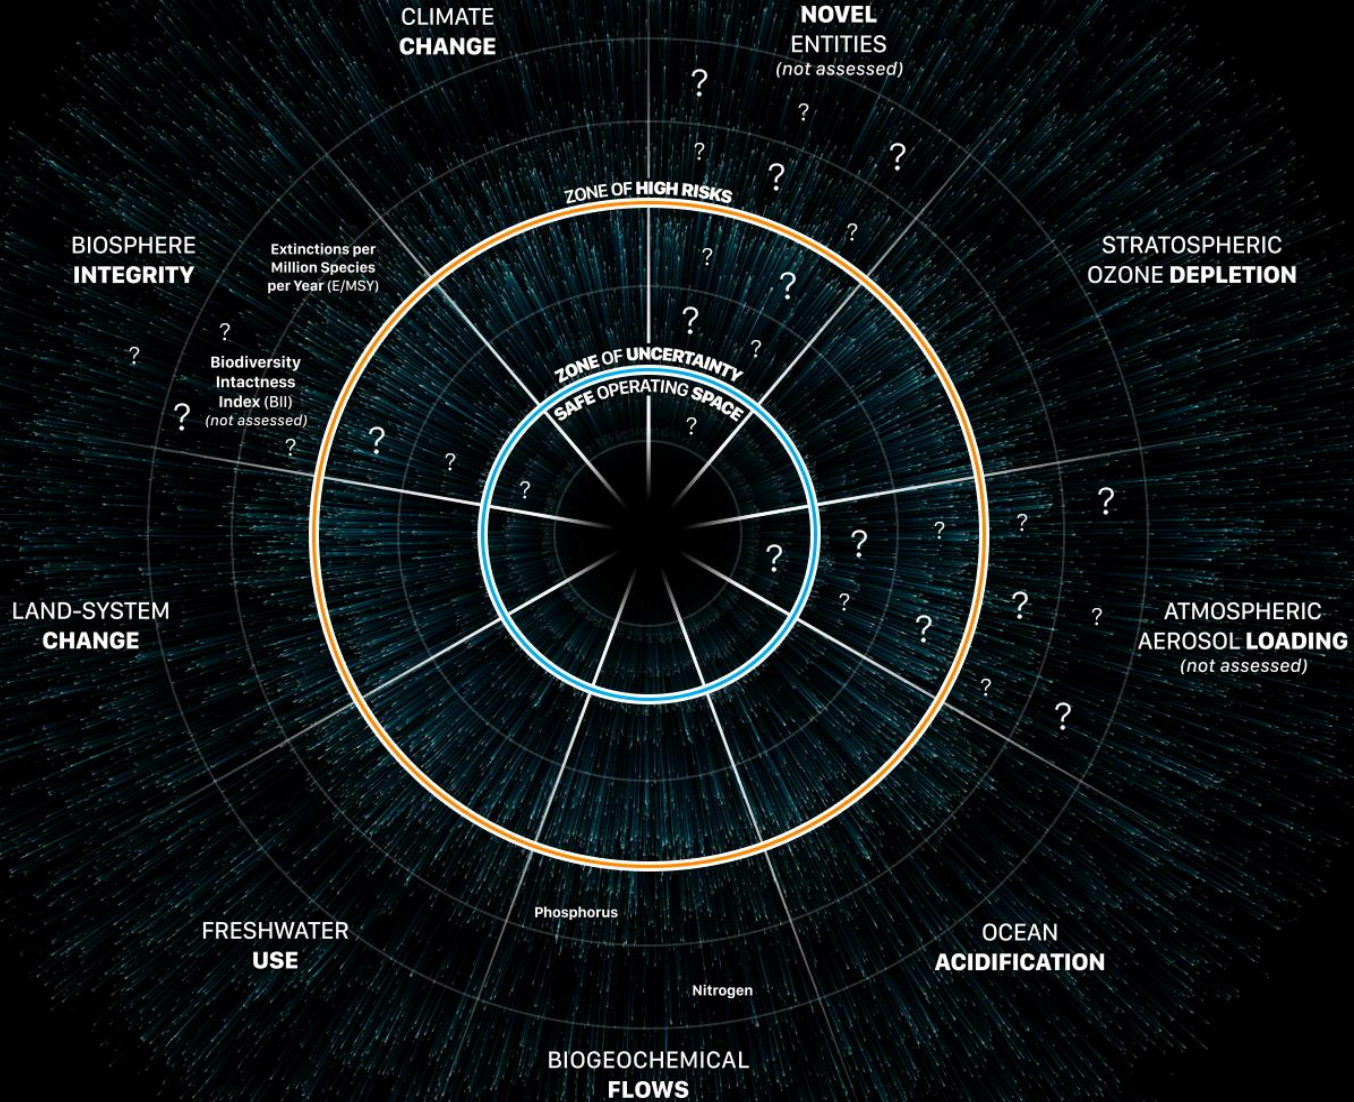 CLIMATE
CHANGE
NOVEL
ENTITIES
(not assessed)
?
?
?
?
?
ZONE OF HIGH RISKS
?
BIOSPHERE
INTEGRITY
Extinctions per
Million Species
per Year (E/MSY)
STRATOSPHERIC
OZONE DEPLETION
?
?
?
?
?
?
Biodiversity
Intactness
Index (BII)
(not assessed)
?
?
?
?
?
ZONE OF UNCERTAINTY
SAFE OPERATING SPACE
?
?
?
?
?
?
?
?
?
?
?
?
?
?
LAND-SYSTEM
CHANGE
ATMOSPHERIC
AEROSOL LOADING
(not assessed)
FRESHWATER
USE
Phosphorus
Nitrogen
OCEAN
ACIDIFICATION
BIOGEOCHEMICAL
FLOWS